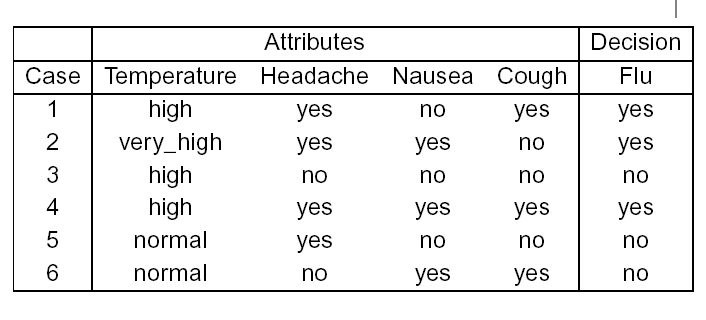 Attributes Decision
Case Temperature Headache Nausea Cough Flu
1 high yes no yes yes
2 very_high yes yes no yes
3 high no no no no
4 high yes yes yes yes
5 normal yes no no no
6 normal no yes yes no